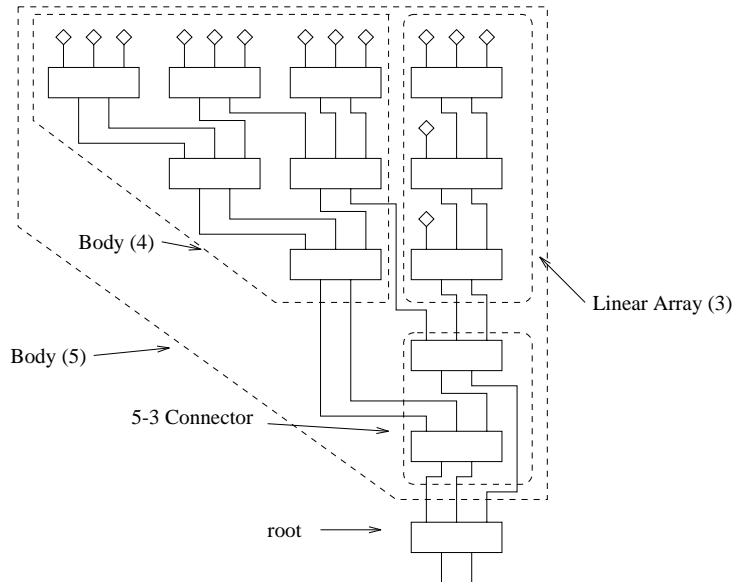 Body (4)
Linear Array (3)
Body (5)
5-3 Connector
root